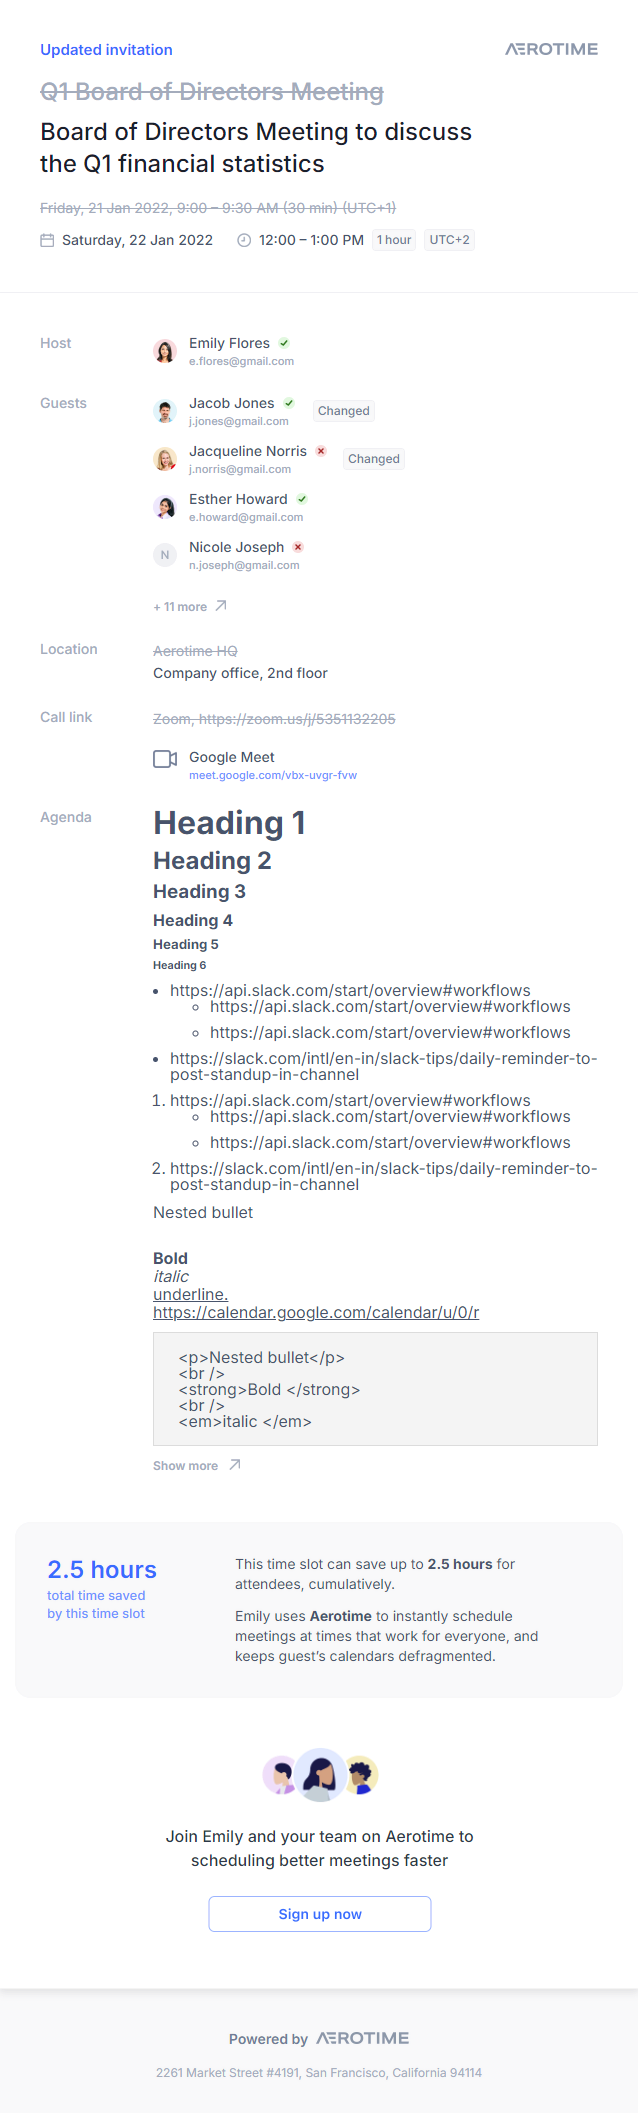 Updated invitation
AEROTIME
Q1 Board of Directors Meeting
Board of Directors Meeting to discuss
the Q1 financial statistics
Friday, 21 Jan 2022, 9:00 – 9:30 AM (30 min) (UTC+1)
Saturday, 22 Jan 2022 12:00 – 1:00 PM 1 hour UTC+2
Host
Emily Flores
e.flores@gmail.com
Guests
Jacob Jones
j.jones@gmail.com
Changed
Jacqueline Norris
j.norris@gmail.com
Changed
Esther Howard
e.howard@gmail.com
N
Nicole Joseph
n.joseph@gmail.com
+ 11 more
Location
Aerotime HQ
Company office, 2nd floor
Call link
Zoom, https://zoom.us/j/5351132205
Google Meet
meet.google.com/vbx-uvgr-fvw
Agenda
Heading 1
Heading 2
Heading 3
Heading 4
Heading 5
Heading 6
• https://api.slack.com/start/overview#workflows
◦ https://api.slack.com/start/overview#workflows
◦ https://api.slack.com/start/overview#workflows
• https://slack.com/intl/en-in/slack-tips/daily-reminder-to-
post-standup-in-channel
1. https://api.slack.com/start/overview#workflows
◦ https://api.slack.com/start/overview#workflows
◦ https://api.slack.com/start/overview#workflows
2. https://slack.com/intl/en-in/slack-tips/daily-reminder-to-
post-standup-in-channel
Nested bullet
Bold
italic
underline.
https://calendar.google.com/calendar/u/0/r
<p>Nested bullet</p>
<br />
<strong>Bold </strong>
<br />
<em>italic </em>
Show more
2.5 hours
total time saved
by this time slot
This time slot can save up to 2.5 hours for
attendees, cumulatively.
Emily uses Aerotime to instantly schedule
meetings at times that work for everyone, and
keeps guest's calendars defragmented.
Join Emily and your team on Aerotime to
scheduling better meetings faster
Sign up now
Powered by AEROTIME
2261 Market Street #4191, San Francisco, California 94114